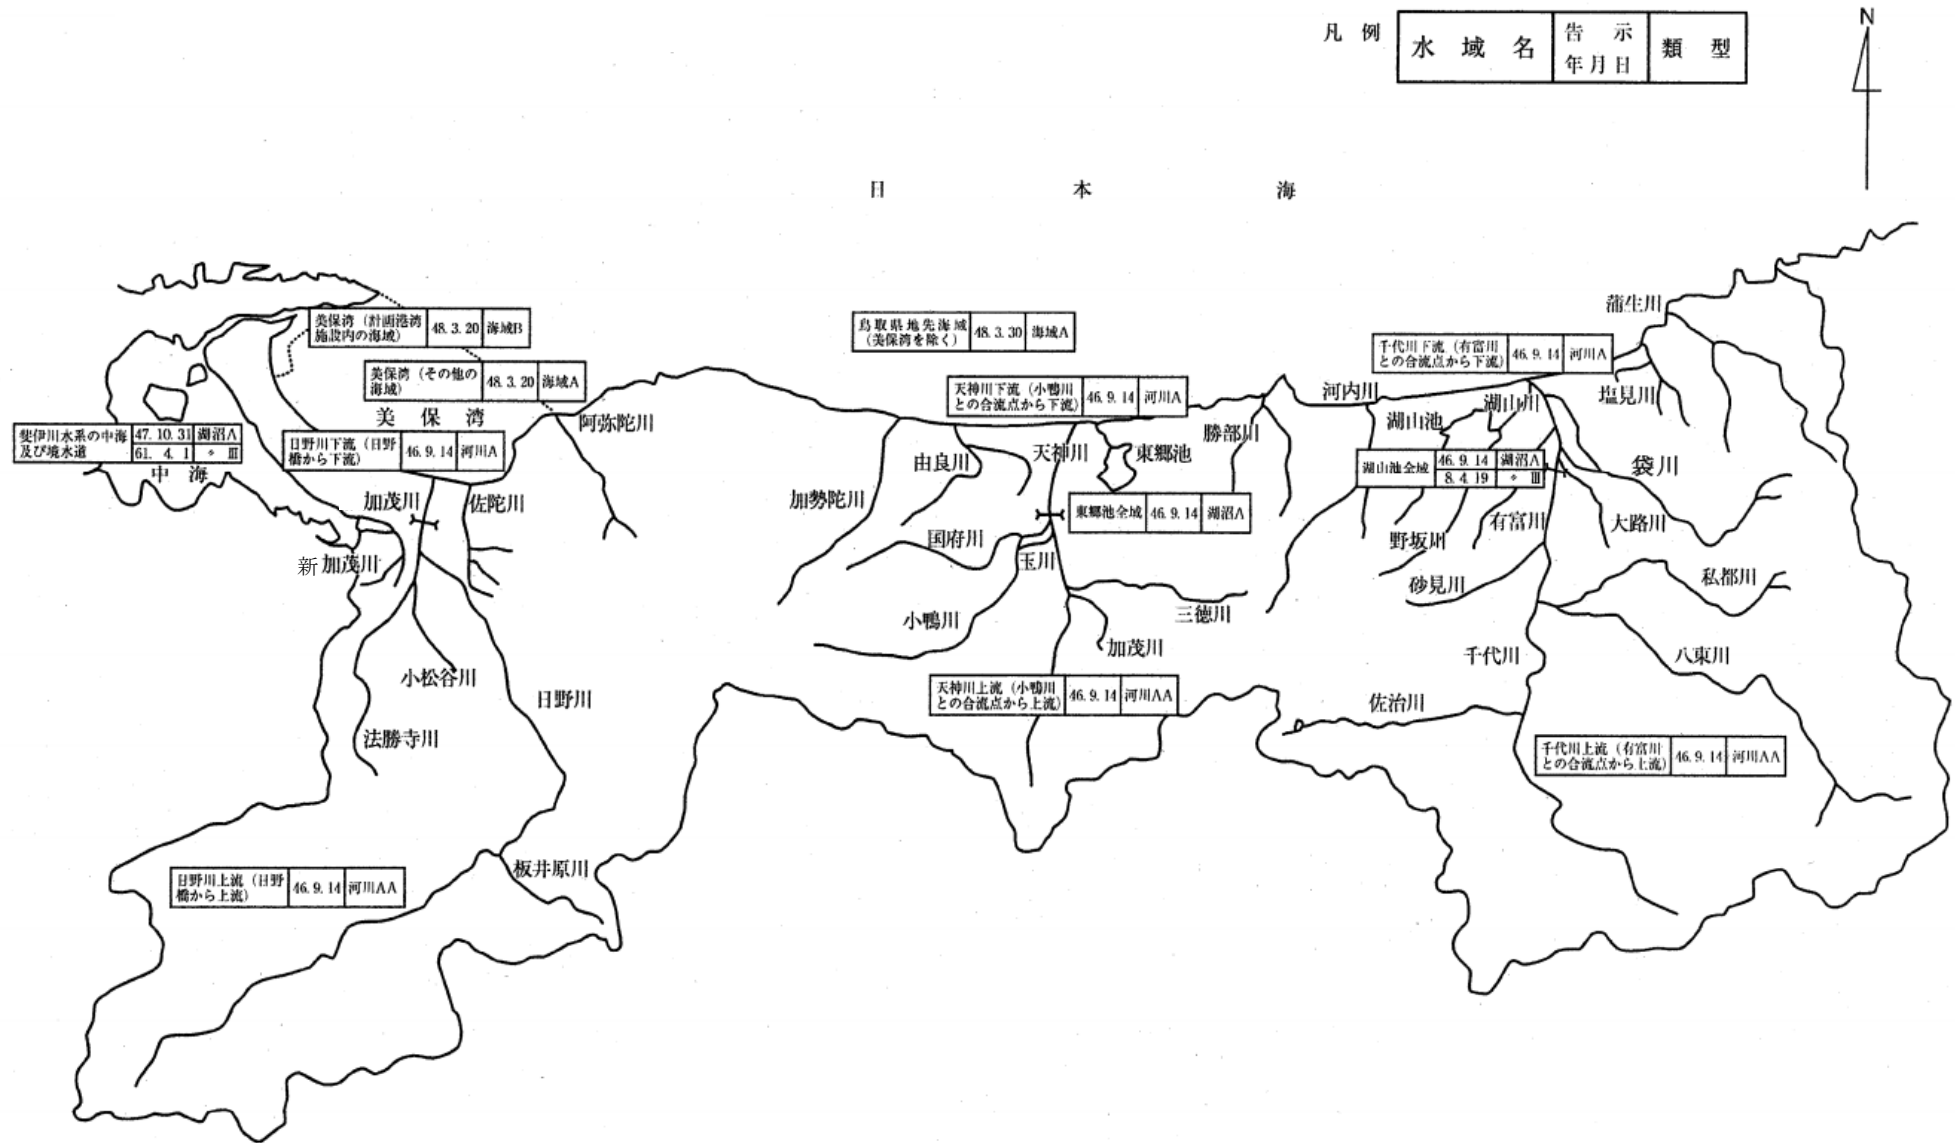 凡 例
水 域 名
告 示
年月日
類 型
N
日 本 海
美保湾(計画港湾
施設内の海域)
48. 3. 20
海域B
美保湾(その他の
海域)
48. 3. 20
海域A
美 保 湾
鳥取県地先海域
(美保湾を除く)
48. 3. 30
海域A
斐伊川水系の中海
及び境水道
47. 10. 31
湖沼A
61. 4. 1
〃 III
中 海
日野川下流(日野
橋から下流)
46. 9. 14
河川A
阿弥陀川
加茂川
佐陀川
新加茂川
小松谷川
日野川
法勝寺川
板井原川
日野川上流(日野
橋から上流)
46. 9. 14
河川AA
天神川下流(小鴨川
との合流点から下流)
46. 9. 14
河川A
由良川
天神川
東郷池
勝部川
加勢陀川
東郷池全域
46. 9. 14
湖沼A
国府川
玉川
小鴨川
三徳川
加茂川
天神川上流(小鴨川
との合流点から上流)
46. 9. 14
河川AA
蒲生川
千代川下流(有富川
との合流点から下流)
46. 9. 14
河川A
河内川
湖山池
湖山川
塩見川
湖山池全域
46. 9. 14
湖沼A
8. 4. 19
〃 III
袋川
野坂川
有富川
大路川
砂見川
私都川
千代川
八東川
佐治川
千代川上流(有富川
との合流点から上流)
46. 9. 14
河川AA